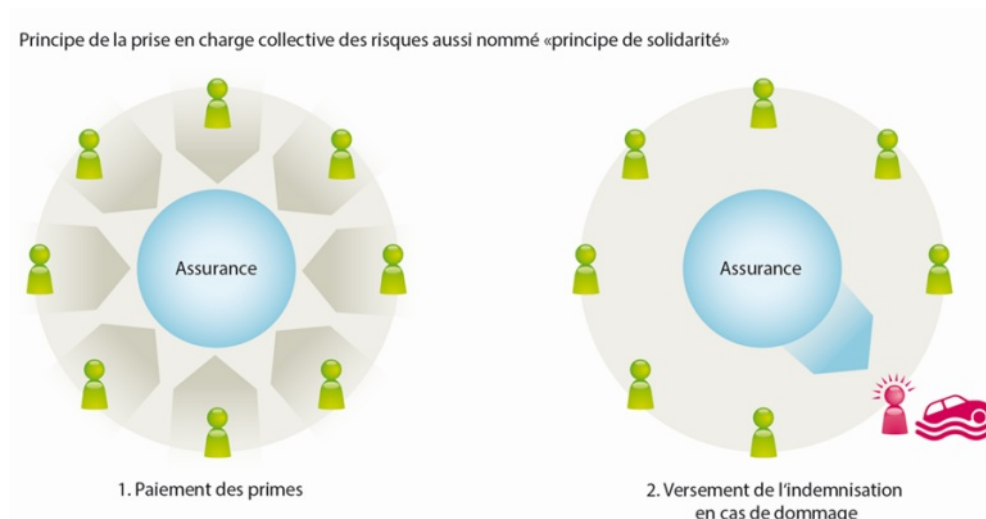 Principe de la prise en charge collective des risques aussi nommé «principe de solidarité»
Assurance
Assurance
1. Paiement des primes
2. Versement de l'indemnisation
en cas de dommage